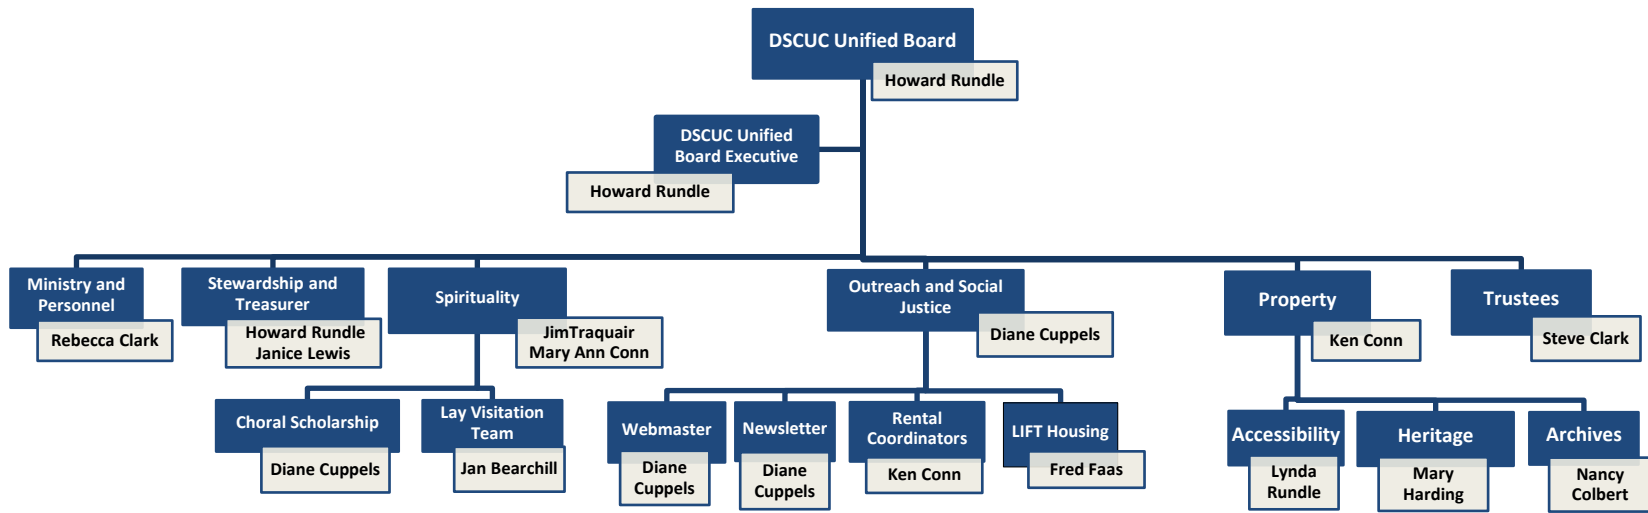 DSCUC Unified Board
Howard Rundle
DSCUC Unified
Board Executive
Howard Rundle
Ministry and
Personnel
Rebecca Clark
Stewardship and
Treasurer
Howard Rundle
Janice Lewis
Spirituality
JimTraquair
Mary Ann Conn
Outreach and Social
Justice
Diane Cuppels
Property
Ken Conn
Trustees
Steve Clark
Choral Scholarship
Diane Cuppels
Lay Visitation
Team
Jan Bearchill
Webmaster
Diane
Cuppels
Newsletter
Diane
Cuppels
Rental
Coordinators
Ken Conn
LIFT Housing
Fred Faas
Accessibility
Lynda
Rundle
Heritage
Mary
Harding
Archives
Nancy
Colbert